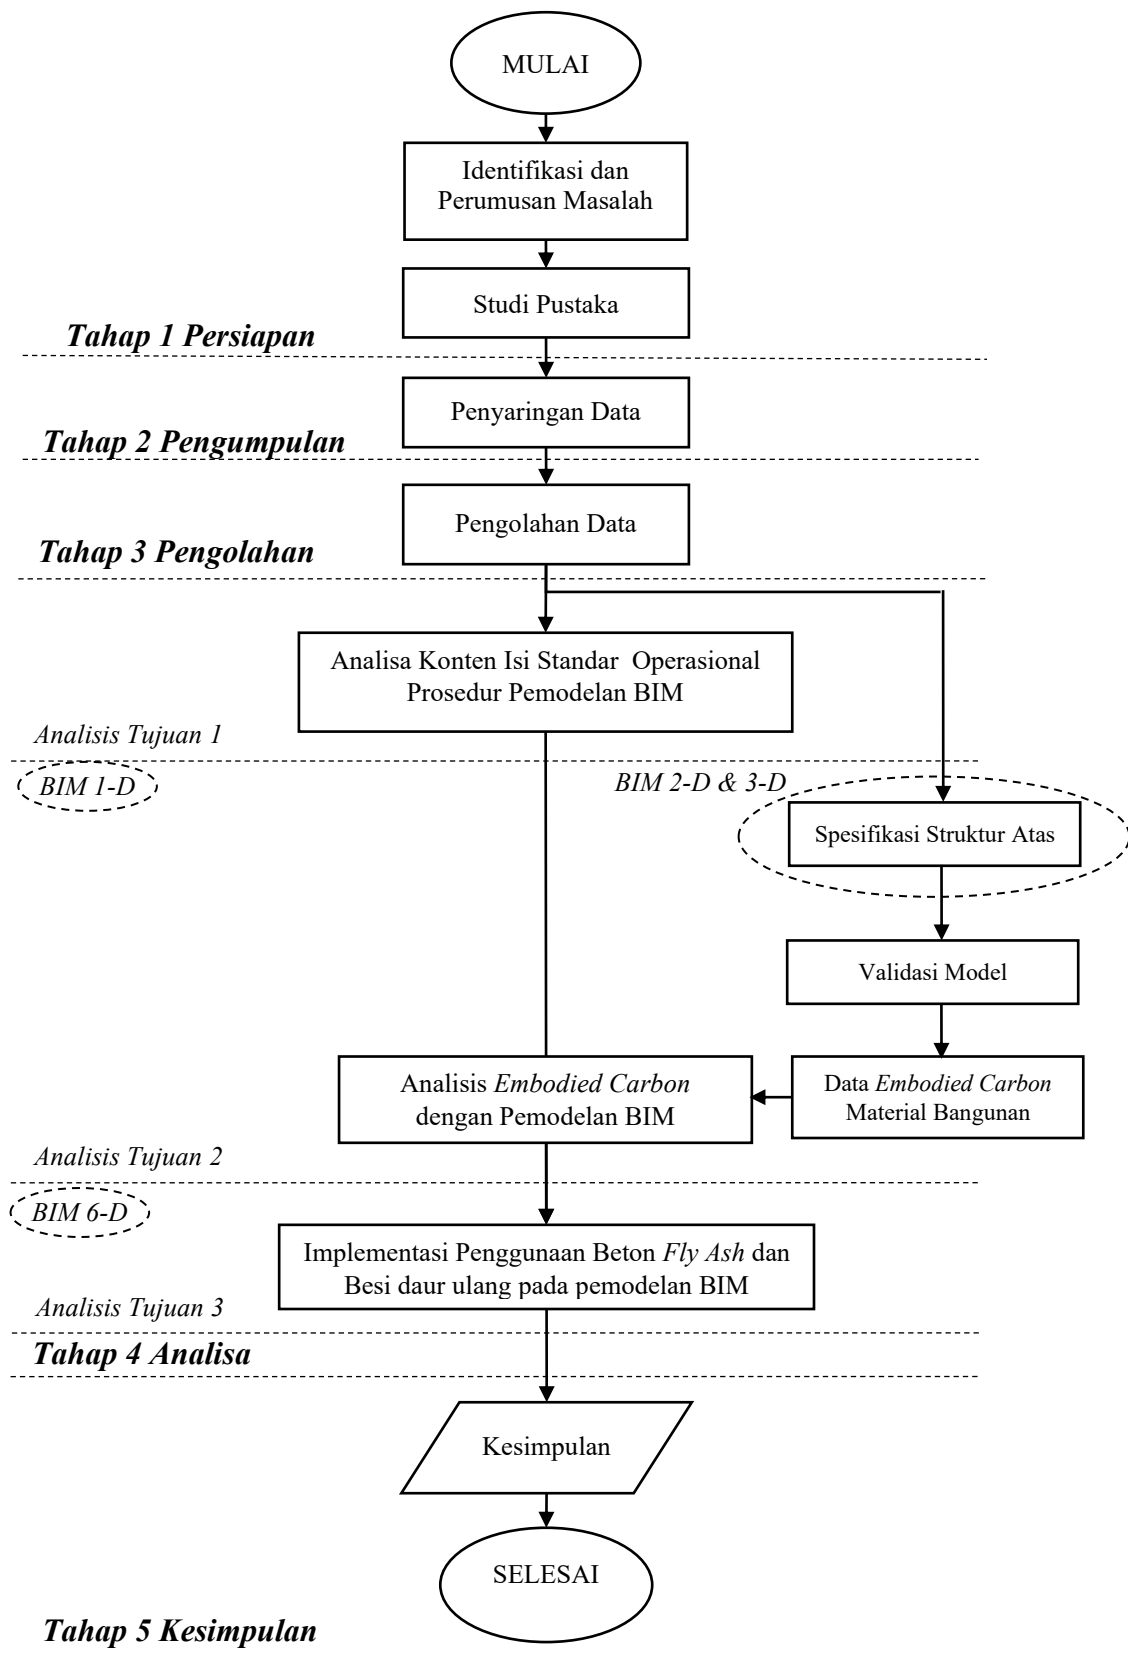 MULAI
Identifikasi dan
Perumusan Masalah
Studi Pustaka
Tahap 1 Persiapan
Penyaringan Data
Tahap 2 Pengumpulan
Pengolahan Data
Tahap 3 Pengolahan
Analisa Konten Isi Standar Operasional
Prosedur Pemodelan BIM
Analisis Tujuan 1
BIM 1-D
BIM 2-D & 3-D
Spesifikasi Struktur Atas
Validasi Model
Analisis Embodied Carbon
dengan Pemodelan BIM
Data Embodied Carbon
Material Bangunan
Analisis Tujuan 2
BIM 6-D
Implementasi Penggunaan Beton Fly Ash dan
Besi daur ulang pada pemodelan BIM
Analisis Tujuan 3
Tahap 4 Analisa
Kesimpulan
SELESAI
Tahap 5 Kesimpulan